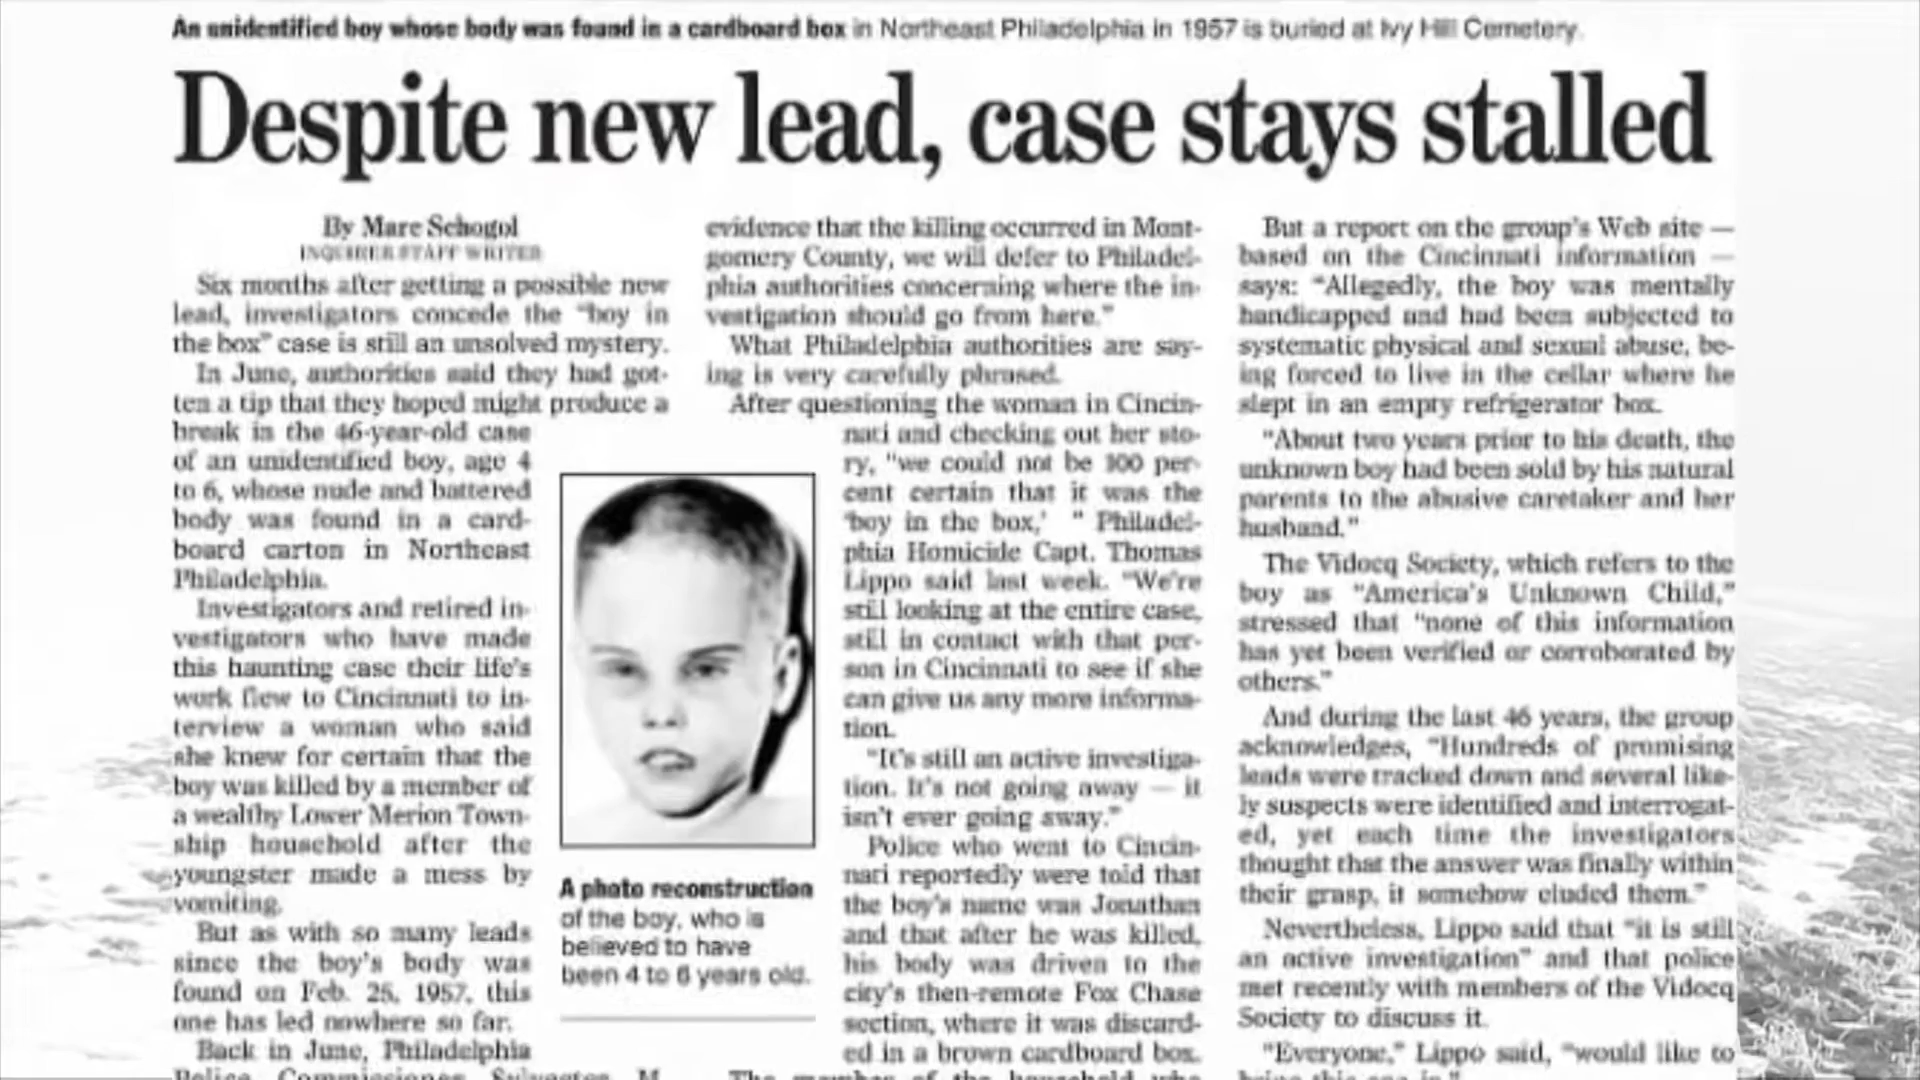 An unidentified boy whose body was found in a cardboard box in Northeast Philadelphia in 1957 is buried at Ivy Hill Cemetery.
Despite new lead, case stays stalled
By Marc Schogol
INQUIRER STAFF WRITER
Six months after getting a possible new
lead, investigators concede the "boy in
the box" case is still an unsolved mystery.
In June, authorities said they had got-
ten a tip that they hoped might produce a
break in the 46-year-old case
of an unidentified boy, age 4
to 6, whose nude and battered
body was found in a card-
board carton in Northeast
Philadelphia.
Investigators and retired in-
vestigators who have made
this haunting case their life's
work flew to Cincinnati to in-
terview a woman who said
she knew for certain that the
boy was killed by a member of
a wealthy Lower Merion Town-
ship household after the
youngster made a mess by
vomiting.
But as with so many leads
since the boy's body was
found on Feb. 25, 1957, this
one has led nowhere so far.
Back in June, Philadelphia
Police Commissioner Sylvester M.
A photo reconstruction
of the boy, who is
believed to have
been 4 to 6 years old.
evidence that the killing occurred in Mont-
gomery County, we will defer to Philadel-
phia authorities concerning where the in-
vestigation should go from here."
What Philadelphia authorities are say-
ing is very carefully phrased.
After questioning the woman in Cincin-
nati and checking out her sto-
ry, "we could not be 100 per-
cent certain that it was the
'boy in the box,' " Philadel-
phia Homicide Capt. Thomas
Lippo said last week. "We're
still looking at the entire case,
still in contact with that per-
son in Cincinnati to see if she
can give us any more informa-
tion.
"It's still an active investiga-
tion. It's not going away — it
isn't ever going away."
Police who went to Cincin-
nati reportedly were told that
the boy's name was Jonathan
and that after he was killed,
his body was driven to the
city's then-remote Fox Chase
section, where it was discard-
ed in a brown cardboard box.
The member of the household who
But a report on the group's Web site —
based on the Cincinnati information —
says: "Allegedly, the boy was mentally
handicapped and had been subjected to
systematic physical and sexual abuse, be-
ing forced to live in the cellar where he
slept in an empty refrigerator box.
"About two years prior to his death, the
unknown boy had been sold by his natural
parents to the abusive caretaker and her
husband."
The Vidocq Society, which refers to the
boy as "America's Unknown Child,"
stressed that "none of this information
has yet been verified or corroborated by
others."
And during the last 46 years, the group
acknowledges, "Hundreds of promising
leads were tracked down and several like-
ly suspects were identified and interrogat-
ed, yet each time the investigators
thought that the answer was finally within
their grasp, it somehow eluded them."
Nevertheless, Lippo said that "it is still
an active investigation" and that police
met recently with members of the Vidocq
Society to discuss it.
"Everyone," Lippo said, "would like to